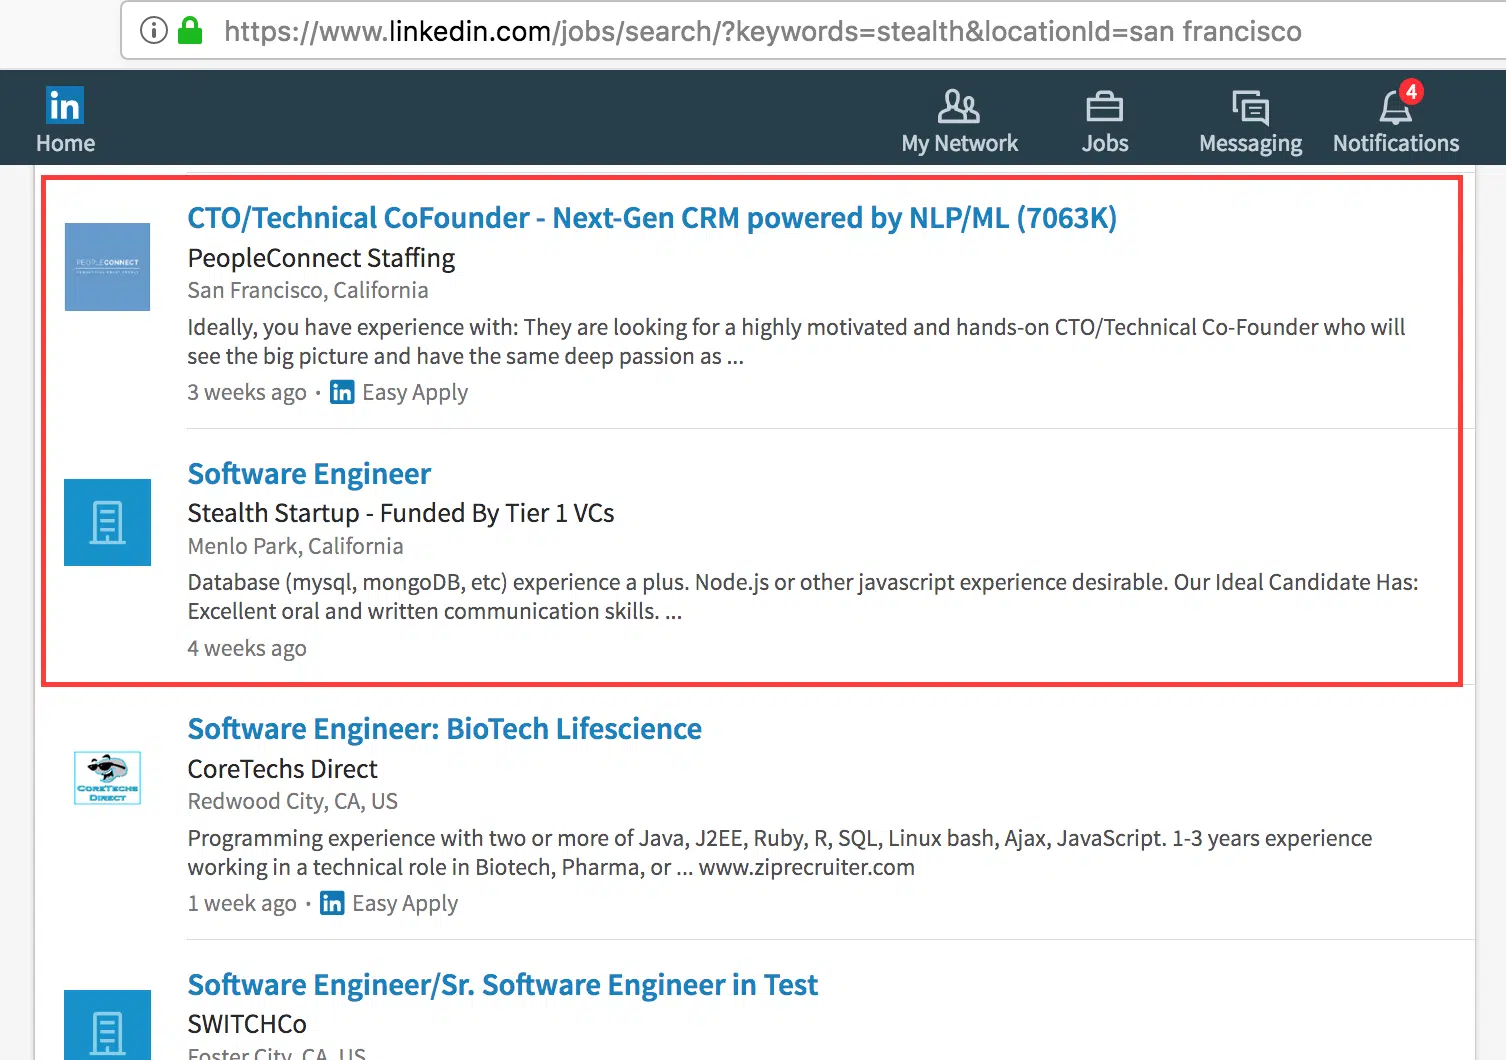 https://www.linkedin.com/jobs/search/?keywords=stealth&locationId=san francisco
in
Home
My Network
Jobs
Messaging
4
Notifications
CTO/Technical CoFounder - Next-Gen CRM powered by NLP/ML (7063K)
PEOPLECONNECT
PeopleConnect Staffing
San Francisco, California
Ideally, you have experience with: They are looking for a highly motivated and hands-on CTO/Technical Co-Founder who will
see the big picture and have the same deep passion as ...
3 weeks ago · in Easy Apply
Software Engineer
Stealth Startup - Funded By Tier 1 VCs
Menlo Park, California
Database (mysql, mongoDB, etc) experience a plus. Node.js or other javascript experience desirable. Our Ideal Candidate Has:
Excellent oral and written communication skills. ...
4 weeks ago
Software Engineer: BioTech Lifescience
CORETECHS
DIRECT
CoreTechs Direct
Redwood City, CA, US
Programming experience with two or more of Java, J2EE, Ruby, R, SQL, Linux bash, Ajax, JavaScript. 1-3 years experience
working in a technical role in Biotech, Pharma, or ... www.ziprecruiter.com
1 week ago · in Easy Apply
Software Engineer/Sr. Software Engineer in Test
SWITCHCo
Foster City, CA, US